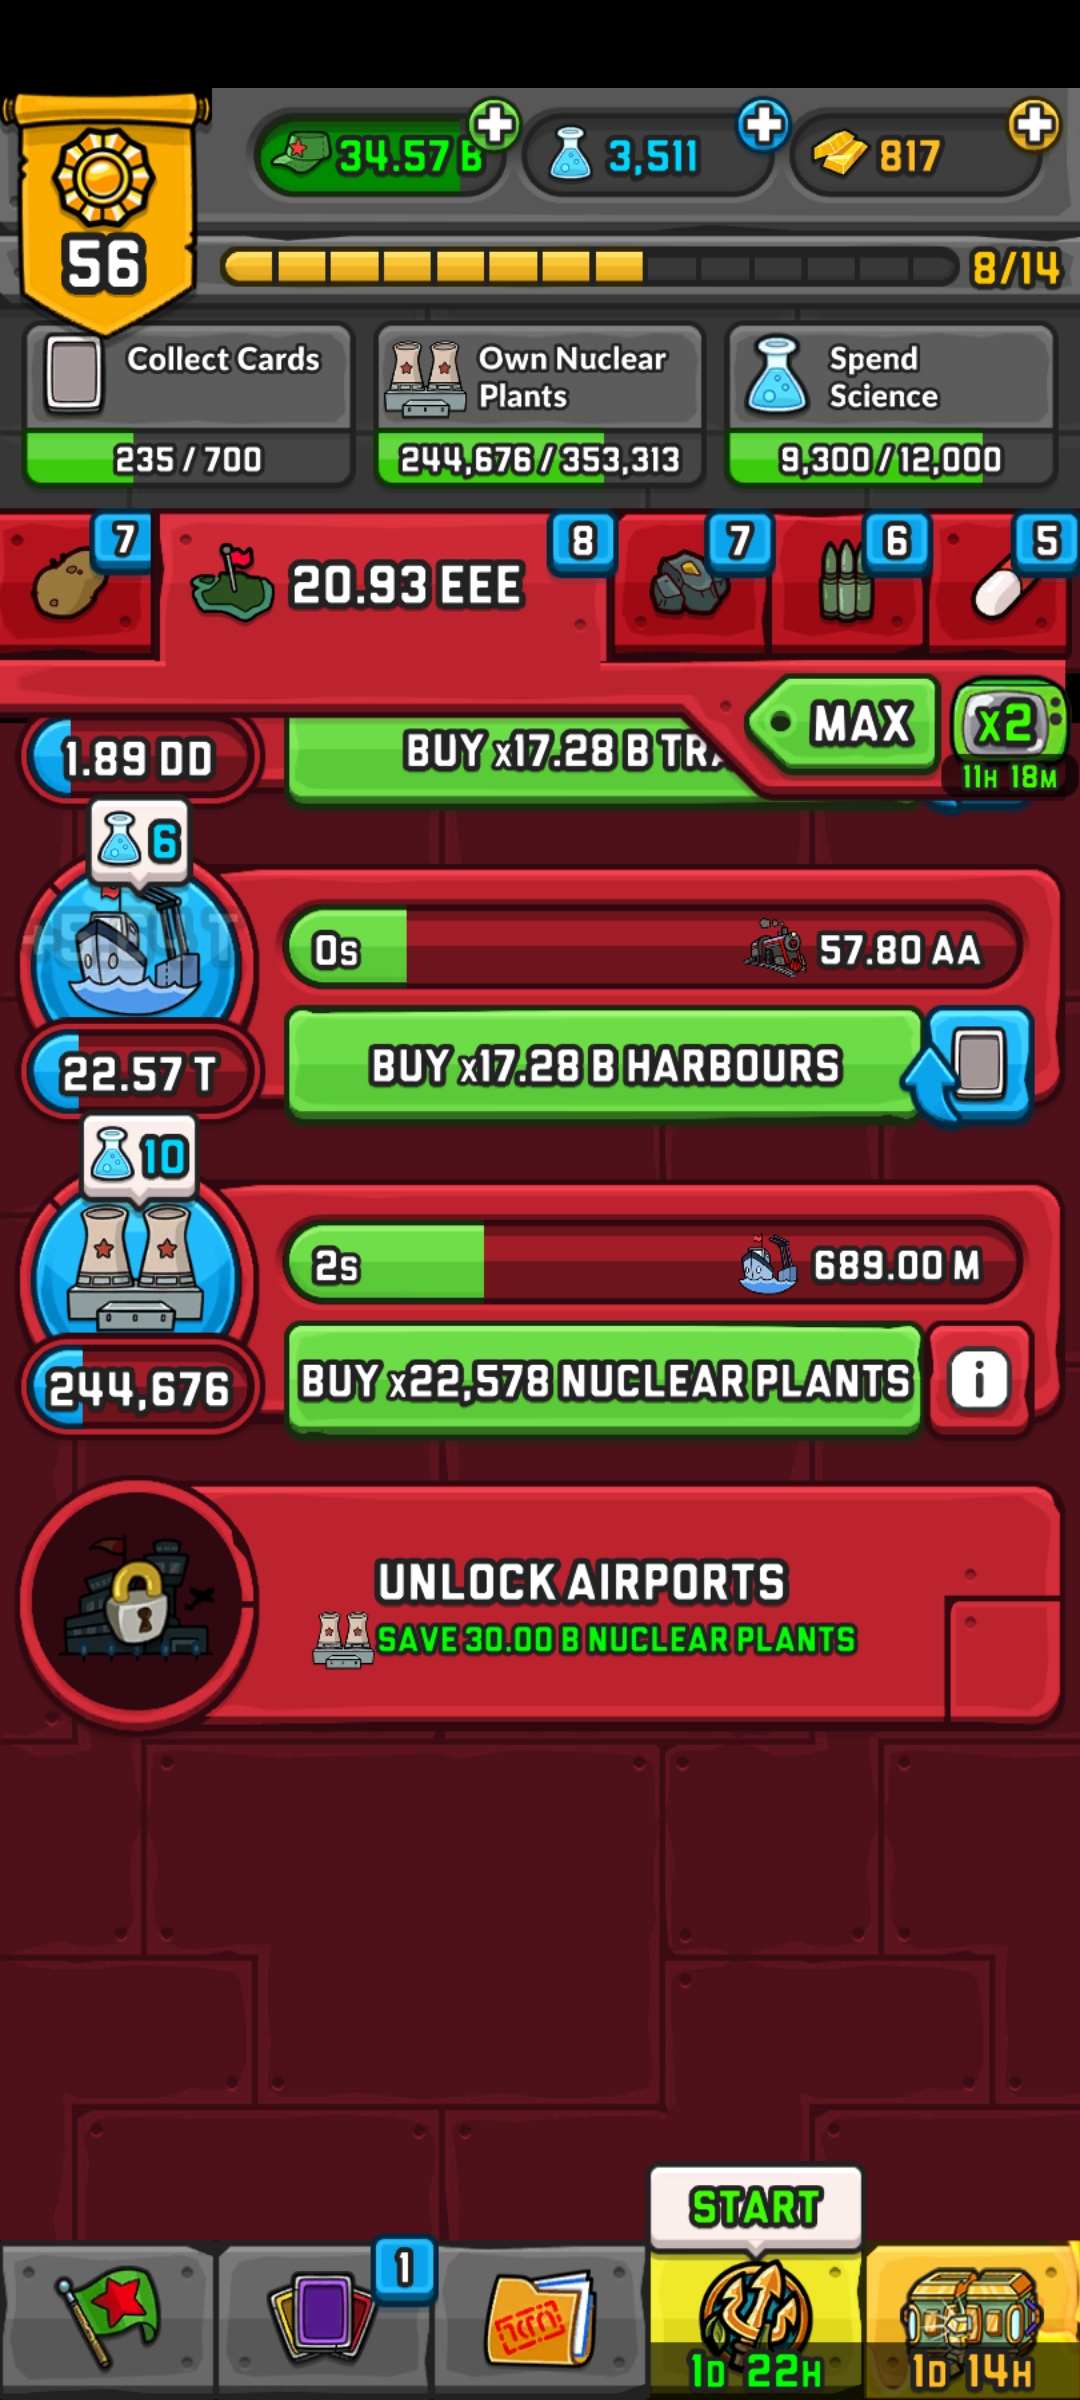 34.57 B
3,511
817
56
8/14
Collect Cards
235 / 700
Own Nuclear
Plants
244,676 / 353,313
Spend
Science
9,300 / 12,000
7
20.93 EEE
8
7
6
5
MAX
x2
11H 18M
1.89 DD
BUY x17.28 B
6
0s
57.80 AA
22.57 T
BUY x17.28 B HARBOURS
10
2s
689.00 M
244,676
BUY x22,578 NUCLEAR PLANTS
i
UNLOCK AIRPORTS
SAVE 30.00 B NUCLEAR PLANTS
START
1
1D 22H
1D 14H